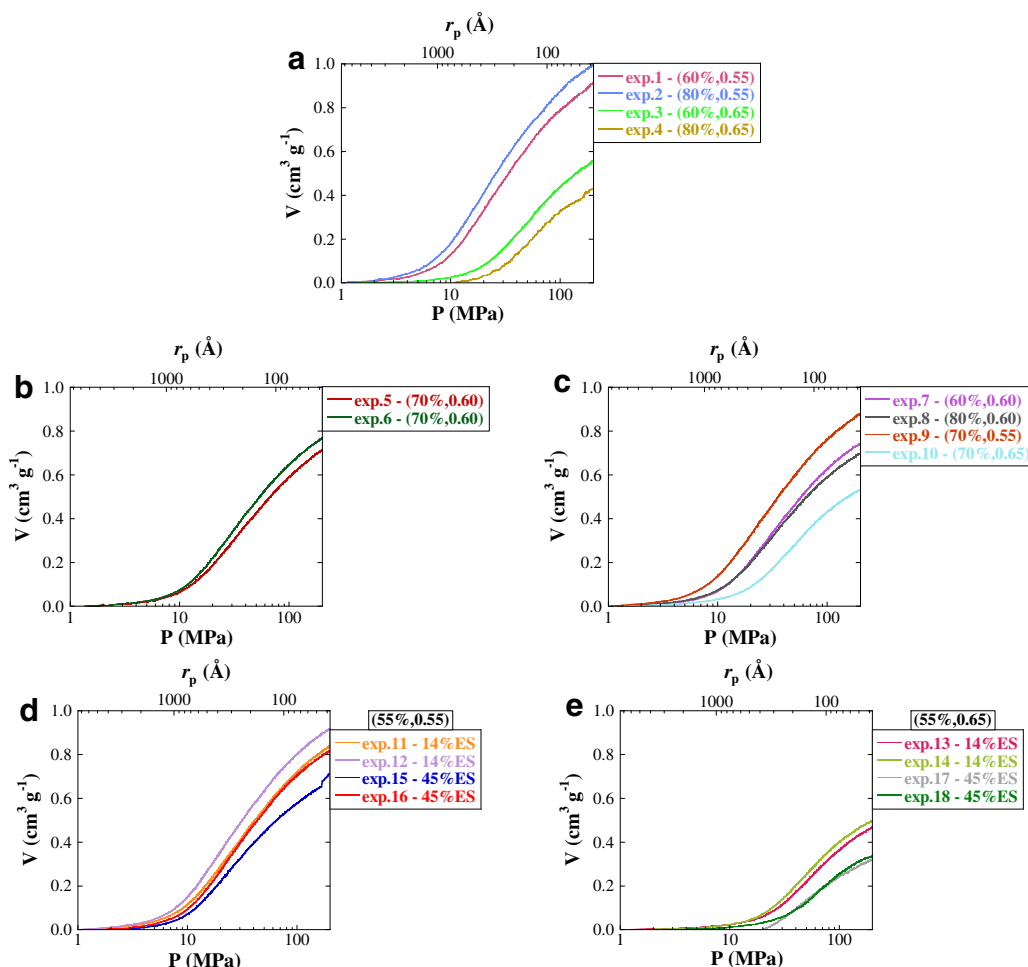 r_p (Å)
1000 100
a
1.0
0.8
0.6
0.4
0.2
0.0
V (cm³ g⁻¹)
1 10 100
P (MPa)
exp.1 - (60%,0.55)
exp.2 - (80%,0.55)
exp.3 - (60%,0.65)
exp.4 - (80%,0.65)
r_p (Å)
1000 100
b
1.0
0.8
0.6
0.4
0.2
0.0
V (cm³ g⁻¹)
1 10 100
P (MPa)
exp.5 - (70%,0.60)
exp.6 - (70%,0.60)
r_p (Å)
1000 100
c
1.0
0.8
0.6
0.4
0.2
0.0
V (cm³ g⁻¹)
1 10 100
P (MPa)
exp.7 - (60%,0.60)
exp.8 - (80%,0.60)
exp.9 - (70%,0.55)
exp.10 - (70%,0.65)
r_p (Å)
1000 100
d
1.0
0.8
0.6
0.4
0.2
0.0
V (cm³ g⁻¹)
1 10 100
P (MPa)
(55%,0.55)
exp.11 - 14%ES
exp.12 - 14%ES
exp.15 - 45%ES
exp.16 - 45%ES
r_p (Å)
1000 100
e
1.0
0.8
0.6
0.4
0.2
0.0
V (cm³ g⁻¹)
1 10 100
P (MPa)
(55%,0.65)
exp.13 - 14%ES
exp.14 - 14%ES
exp.17 - 45%ES
exp.18 - 45%ES